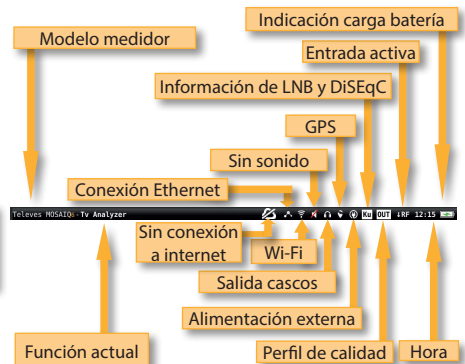 Indicación carga batería
Modelo medidor
Entrada activa
Información de LNB y DiSEqC
GPS
Sin sonido
Conexión Ethernet
Televes MOSAIQ6-Tv Analyzer
Ku OUT ↓RF 12:15
Sin conexión
a internet
Wi-Fi
Salida cascos
Alimentación externa
Función actual
Perfil de calidad
Hora